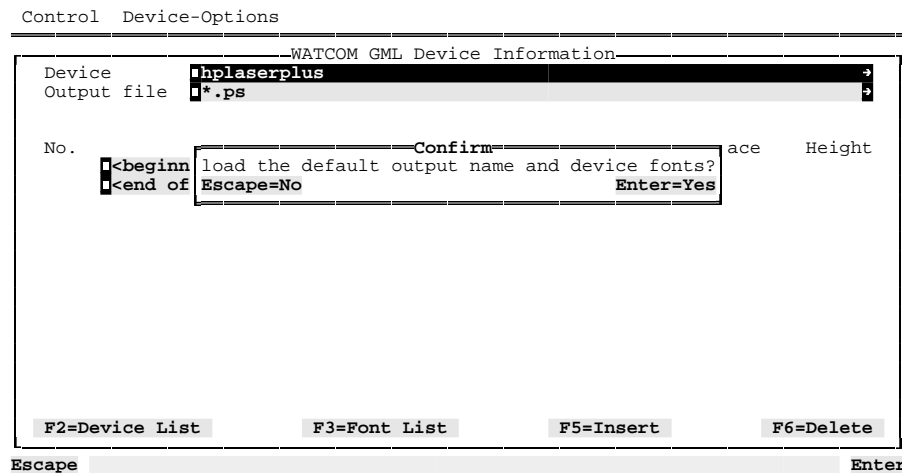 Control Device-Options
WATCOM GML Device Information
Device hplaserplus
Output file *.ps
No. Confirm ace Height
<beginn load the default output name and device fonts?
<end of Escape=No Enter=Yes
F2=Device List F3=Font List F5=Insert F6=Delete
Escape Enter